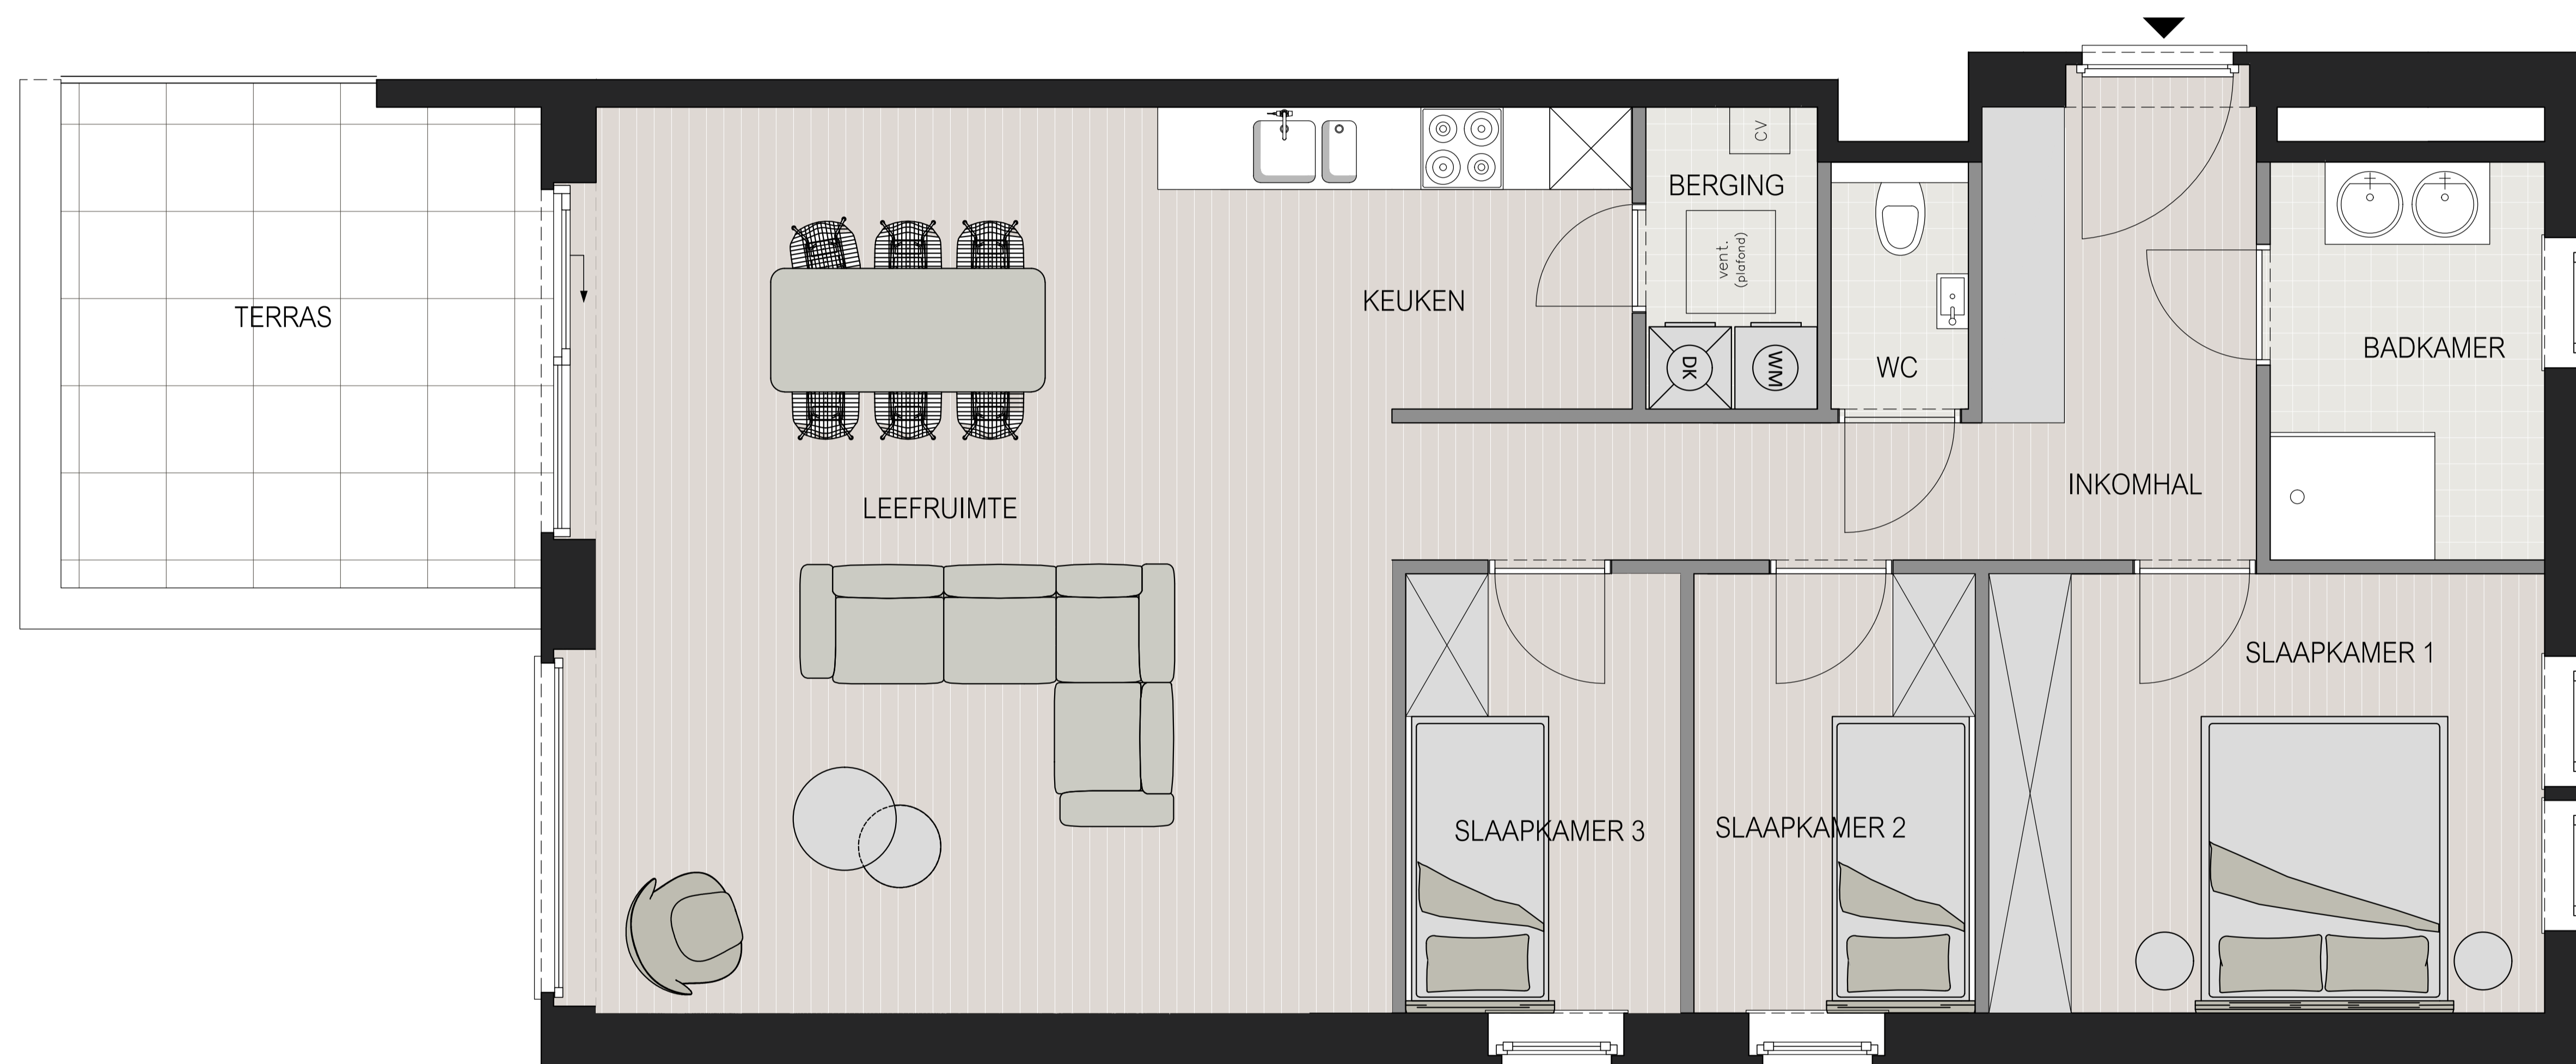 CV
BERGING
vent.
(plafond)
TERRAS
KEUKEN
DK
WM
WC
BADKAMER
LEEFRUIMTE
INKOMHAL
SLAAPKAMER 1
SLAAPKAMER 3
SLAAPKAMER 2